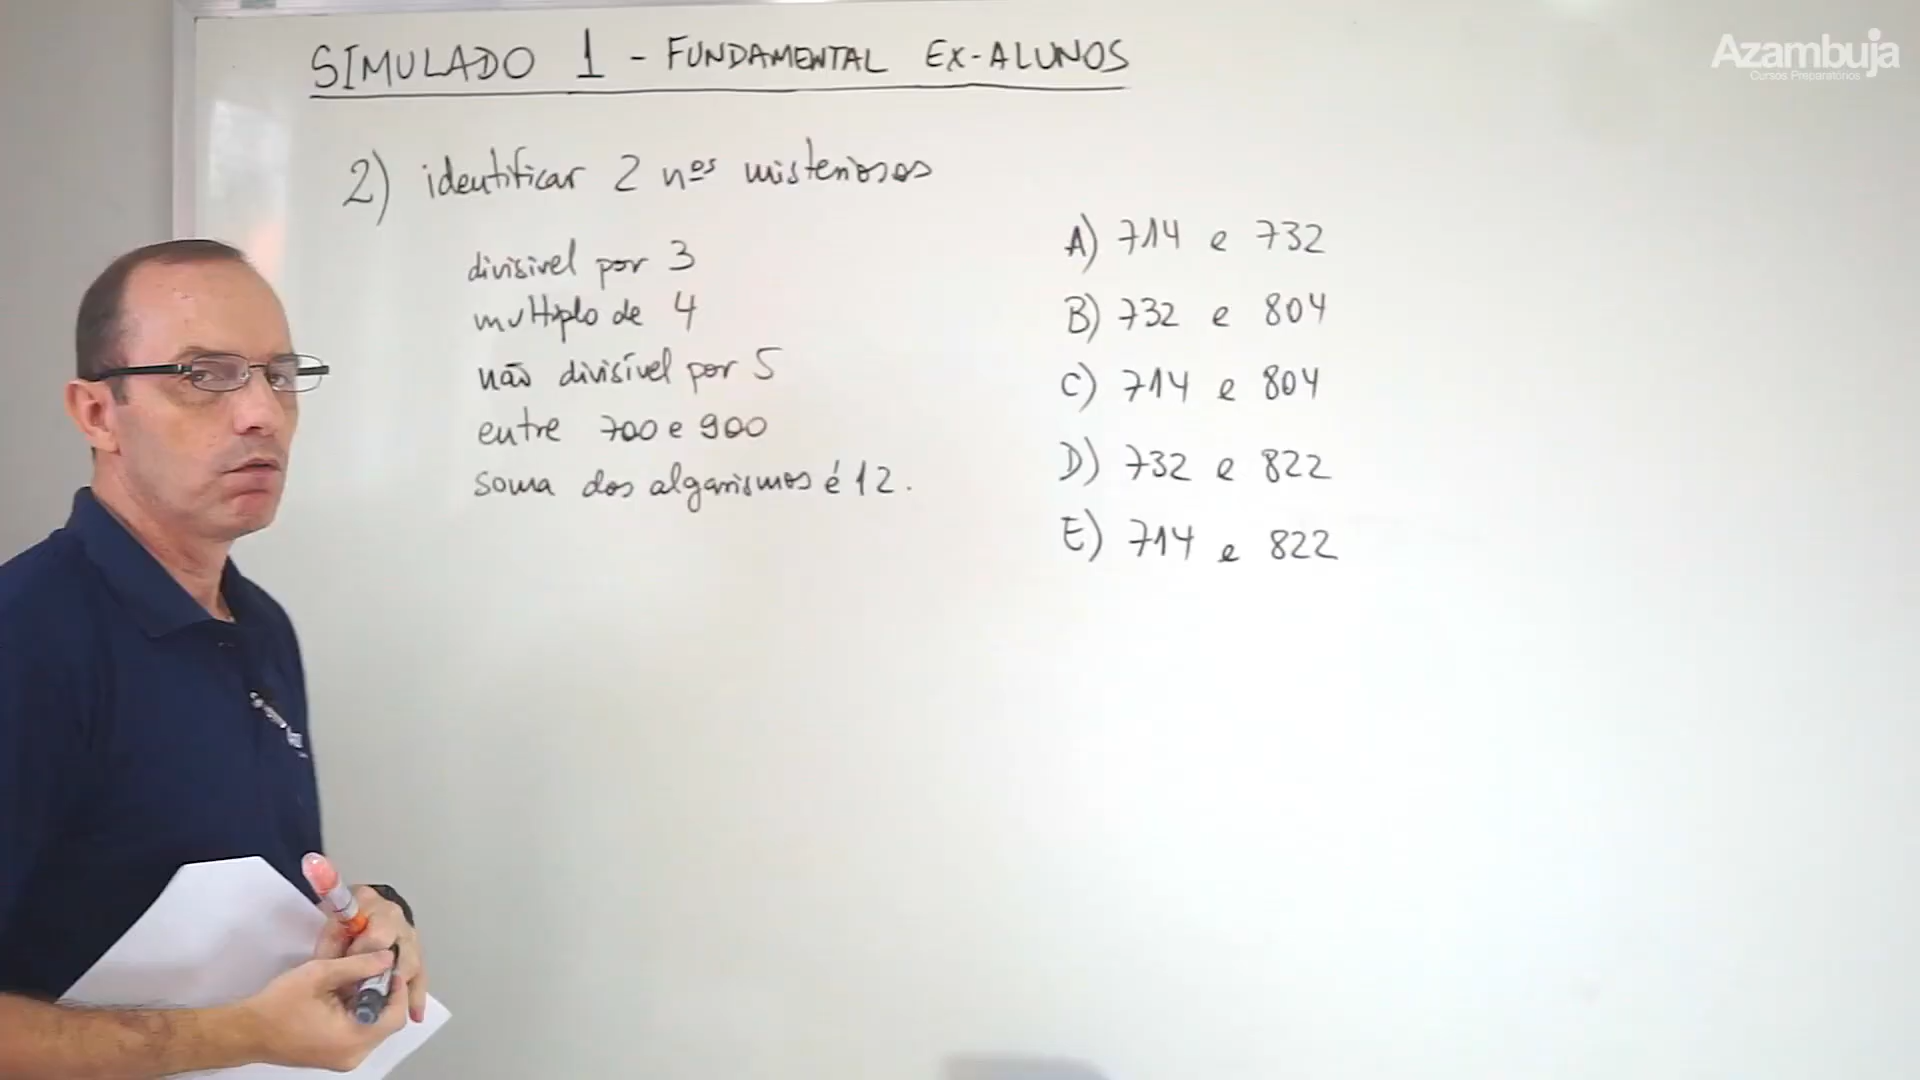 SIMULADO 1 - FUNDAMENTAL EX-ALUNOS
Azambuja
Cursos Preparatórios
2) identificar 2 nºs misteriosos
divisivel por 3
multiplo de 4
não divisível por 5
entre 700 e 900
soma dos algarismos é 12.
A) 714 e 732
B) 732 e 804
C) 714 e 804
D) 732 e 822
E) 714 e 822